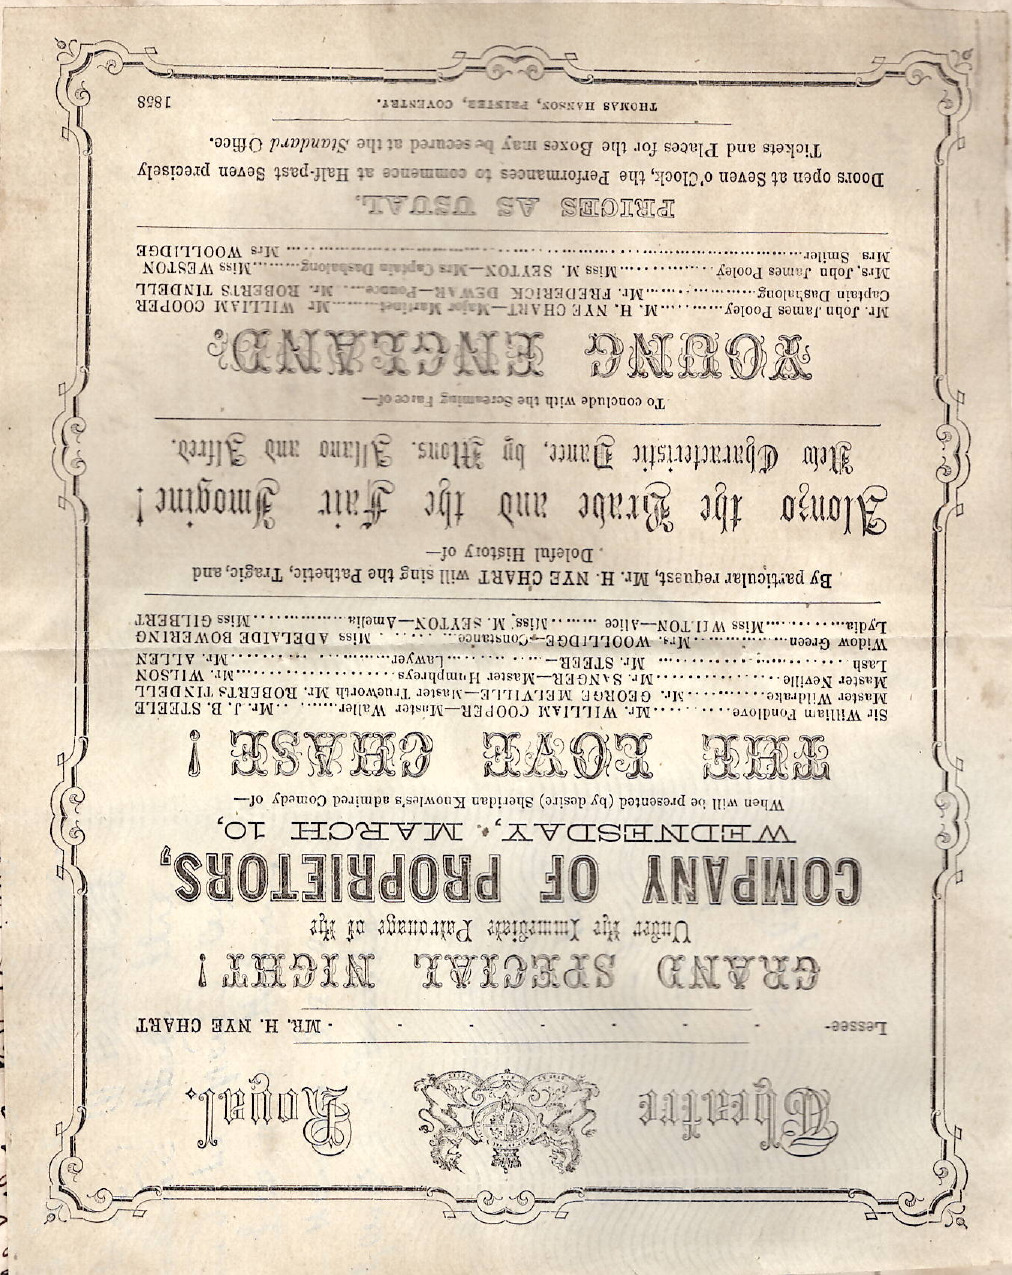 Theatre Royal.
Lessee- - - - - - - MR. H. NYE CHART
GRAND SPECIAL NIGHT!
Under the Immediate Patronage of the
COMPANY OF PROPRIETORS,
WEDNESDAY, MARCH 10,
When will be presented (by desire) Sheridan Knowles's admired Comedy of—
THE LOVE CHASE!
Sir William Fondlove..........Mr. WILLIAM COOPER—Master Waller........Mr. J. B. STEELE
Master Wildrake..........Mr. GEORGE MELVILLE—Master Trueworth Mr. ROBERTS TINDELL
Master Neville..............Mr. SANGER—Master Humphreys..................Mr. WILSON
Lash .................. Mr. STEER—.............Lawyer..................Mr. ALLEN
Widow Green..............Mrs. WOOLLIDGE—Constance........Miss ADELAIDE BOWERING
Lydia..............Miss WILTON—Alice........Miss M. SEYTON—Amelia..............Miss GILBERT
By particular request, Mr. H. NYE CHART will sing the Pathetic, Tragic, and
Doleful History of—
Alonzo the Brave and the Fair Imogine!
New Characteristic Dance, by Mons. Allano and Alfred.
To conclude with the Screaming Farce of—
YOUNG ENGLAND;
Mr. John James Pooley..........M. H. NYE CHART—Major Martinet..........Mr WILLIAM COOPER
Captain Dashalong..............Mr. FREDERICK DEWAR—Pounce... Mr. ROBERTS TINDELL
Mrs. John James Pooley..............Miss M. SEYTON—Mrs Captain Dashalong..........Miss WESTON
Mrs Smiler.......................................................... Mrs WOOLLIDGE
PRICES AS USUAL.
Doors open at Seven o'Clock, the Performances to commence at Half-past Seven precisely
Tickets and Places for the Boxes may be secured at the Standard Office.
THOMAS HANSON, PRINTER, COVENTRY. 1858